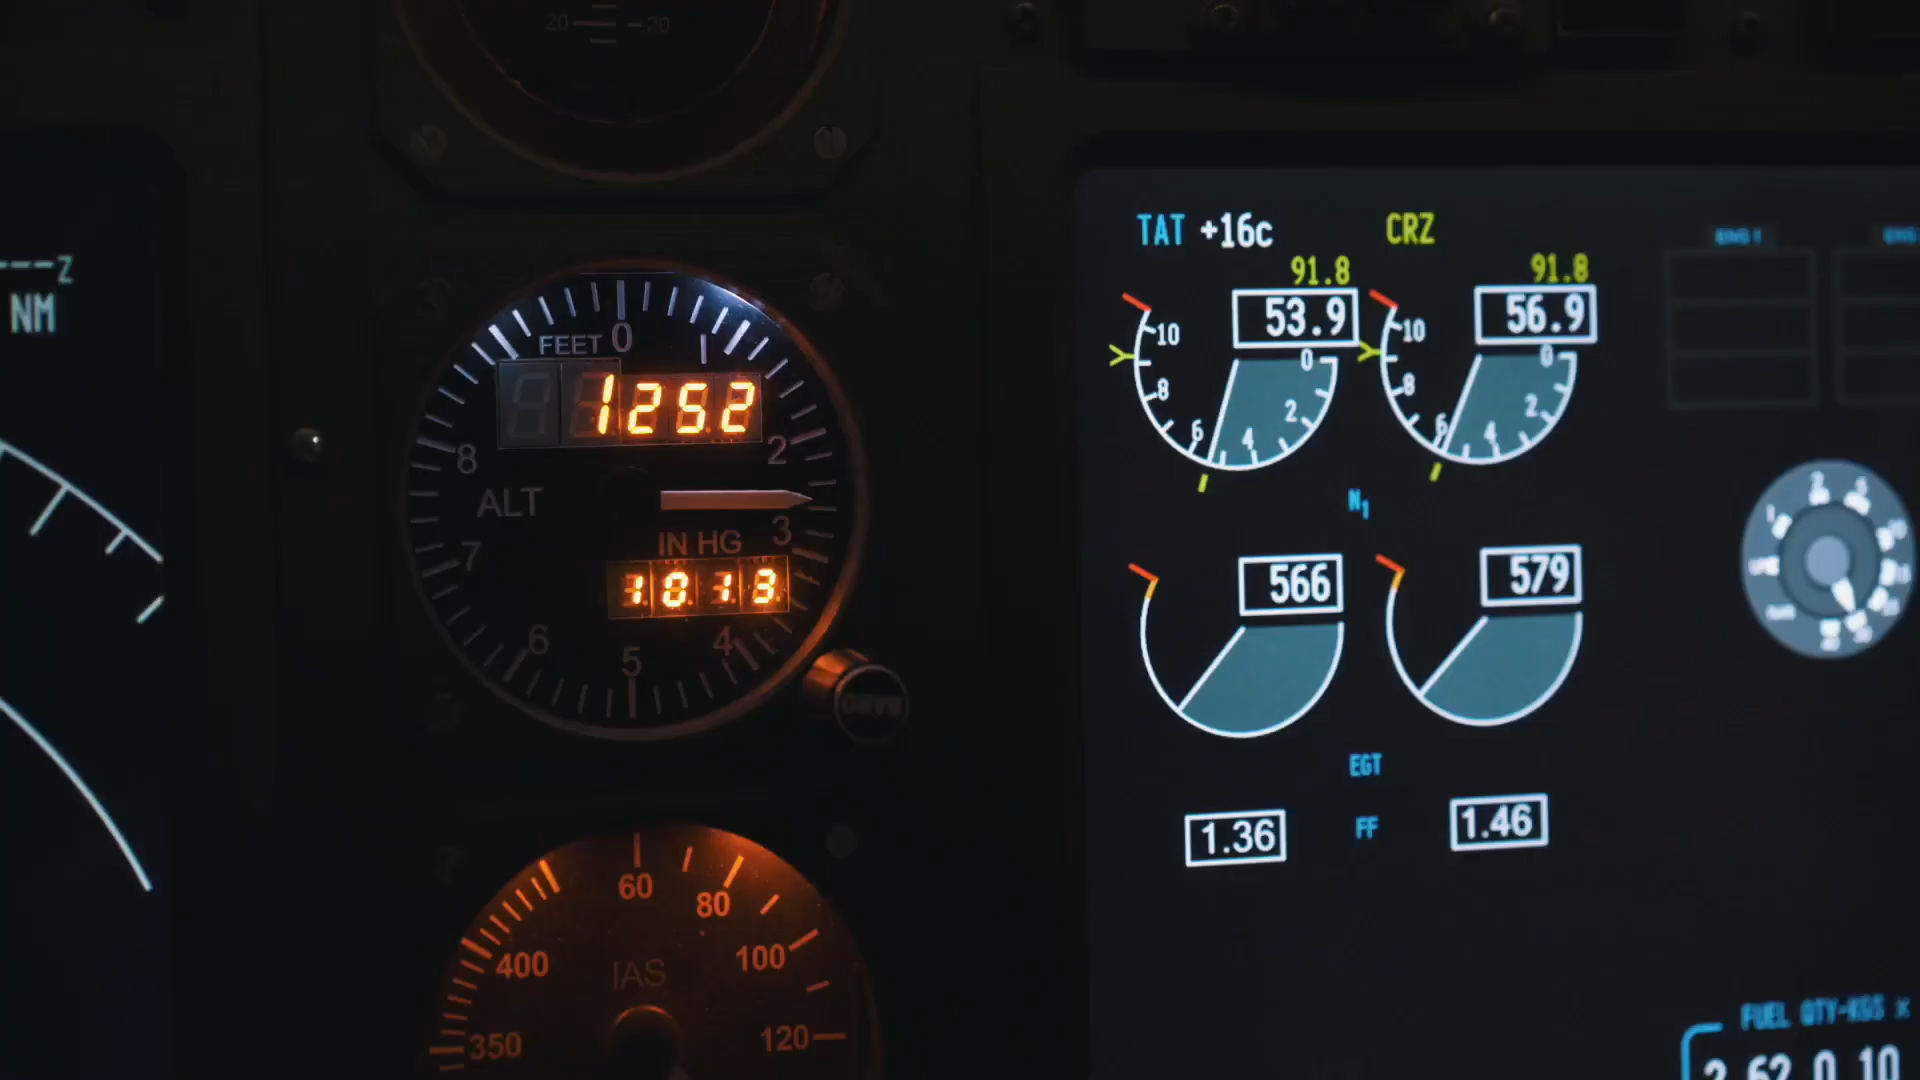 20 20
---Z
NM
FEET 0
1252
8 2
ALT
3
IN HG
7
1013
6 4
5
60
80
400 100
IAS
350 120
TAT +16c CRZ
91.8 91.8
53.9 56.9
10 0 10 0
8 2 8 2
6 4 6 4
N1
566 579
EGT
1.36 FF 1.46
FUEL QTY-KGS